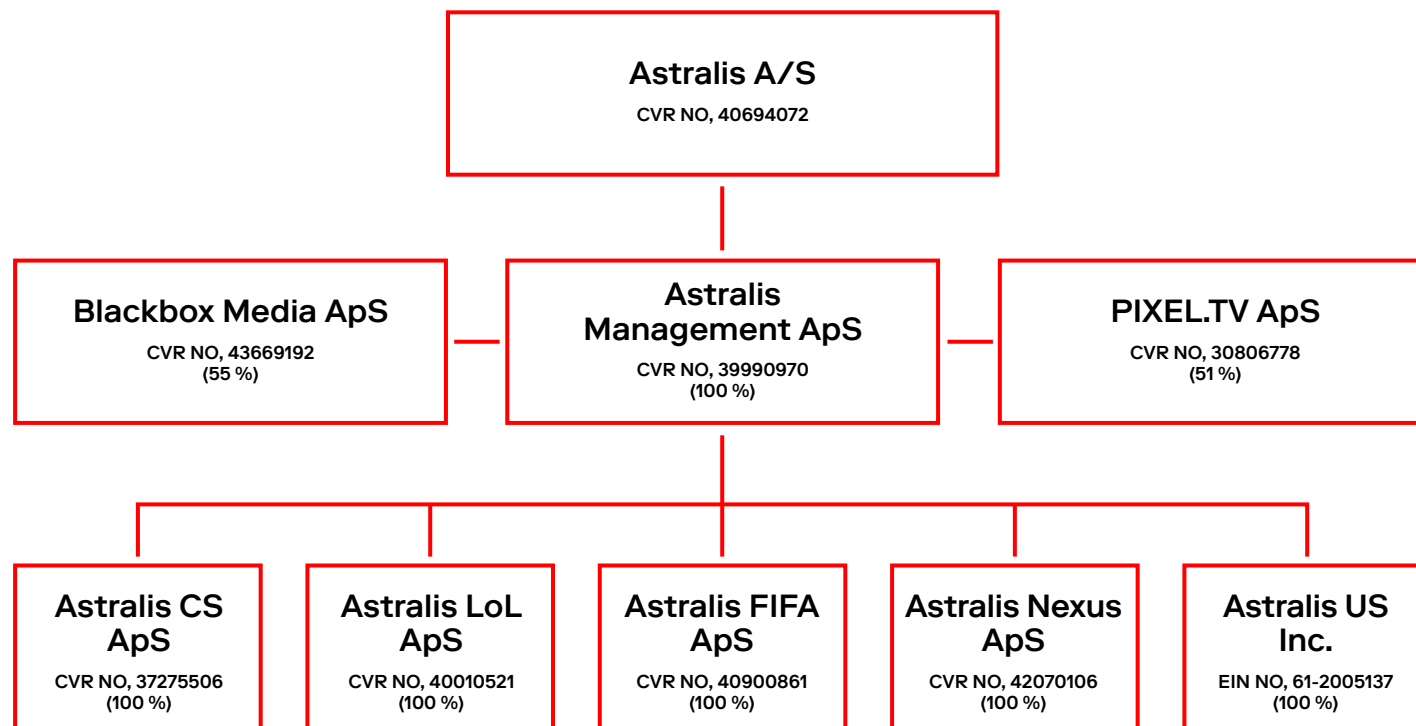 Astralis A/S
CVR NO, 40694072
Blackbox Media ApS
CVR NO, 43669192
(55 %)
Astralis
Management ApS
CVR NO, 39990970
(100 %)
PIXEL.TV ApS
CVR NO, 30806778
(51 %)
Astralis CS
ApS
CVR NO, 37275506
(100 %)
Astralis LoL
ApS
CVR NO, 40010521
(100 %)
Astralis FIFA
ApS
CVR NO, 40900861
(100 %)
Astralis Nexus
ApS
CVR NO, 42070106
(100 %)
Astralis US
Inc.
EIN NO, 61-2005137
(100 %)